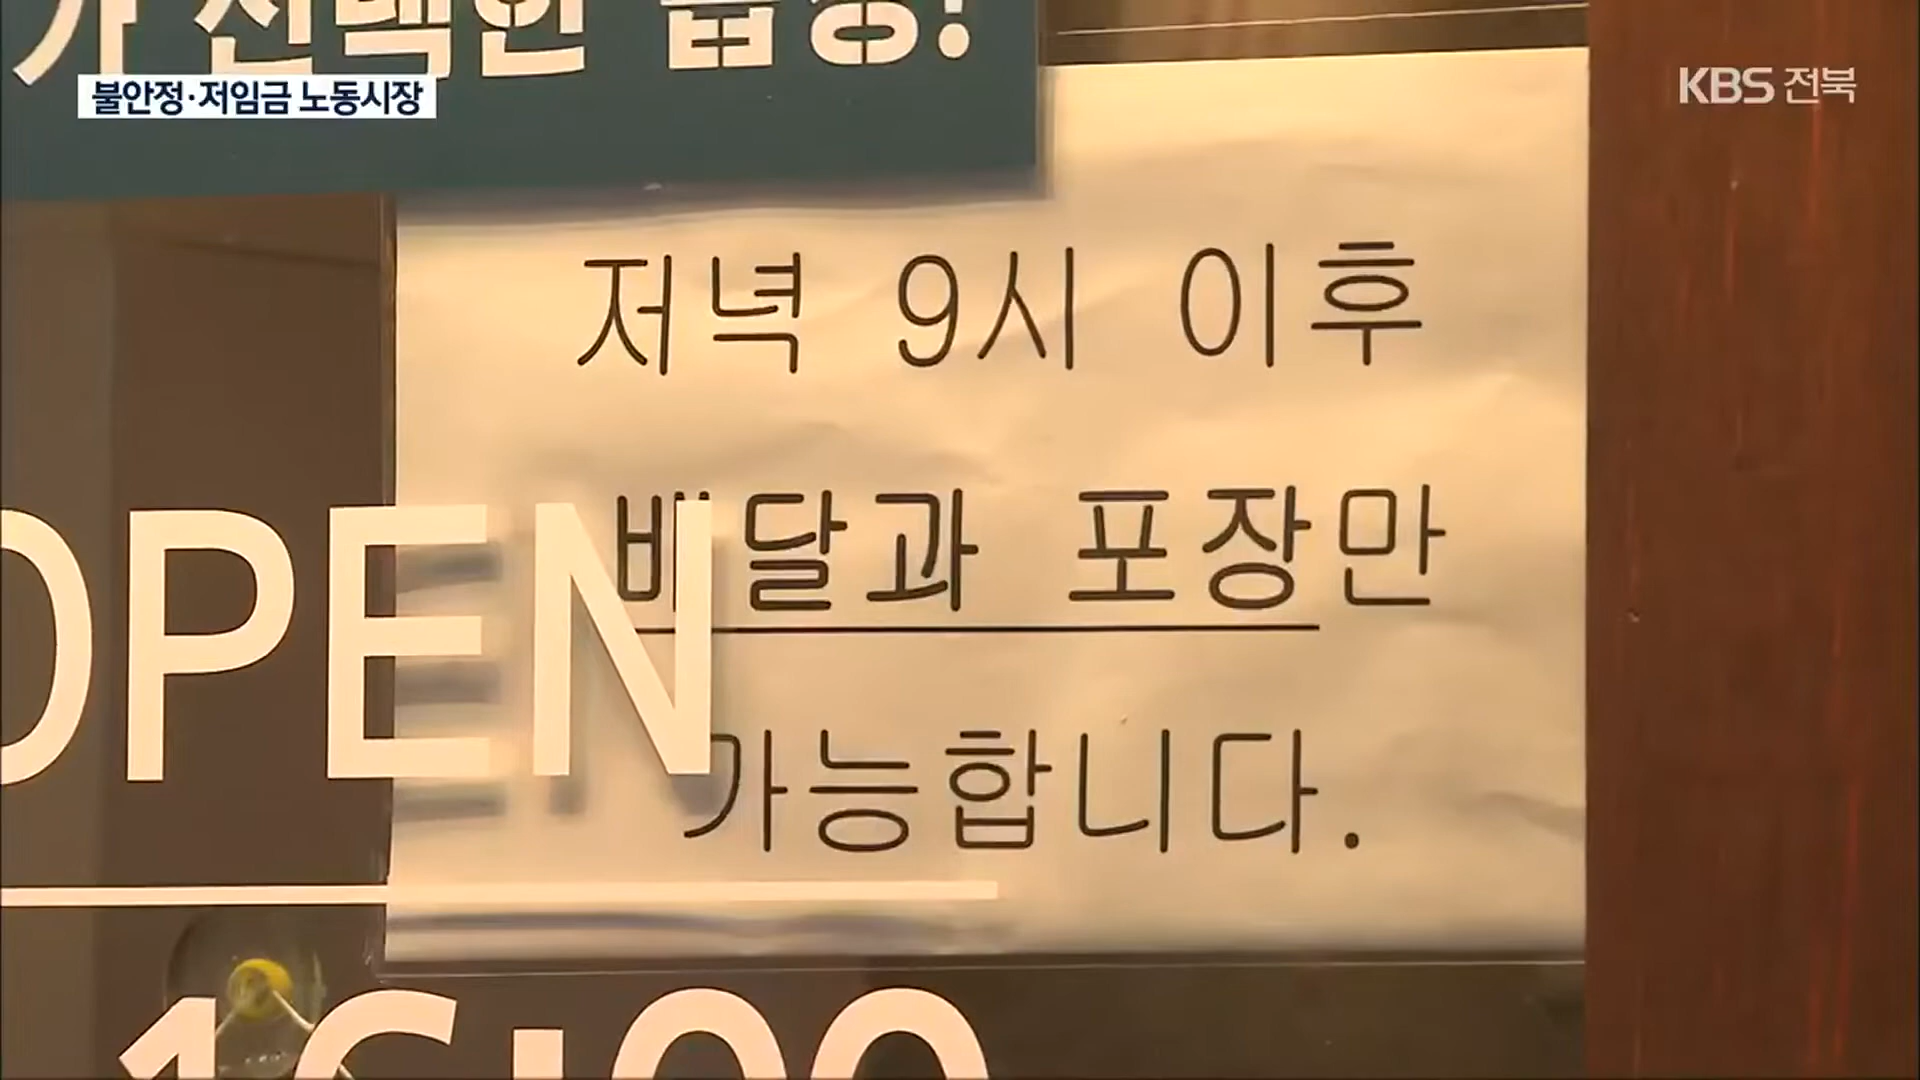 불안정·저임금 노동시장
KBS 전북
저녁 9시 이후
배달과 포장만
가능합니다.
OPEN